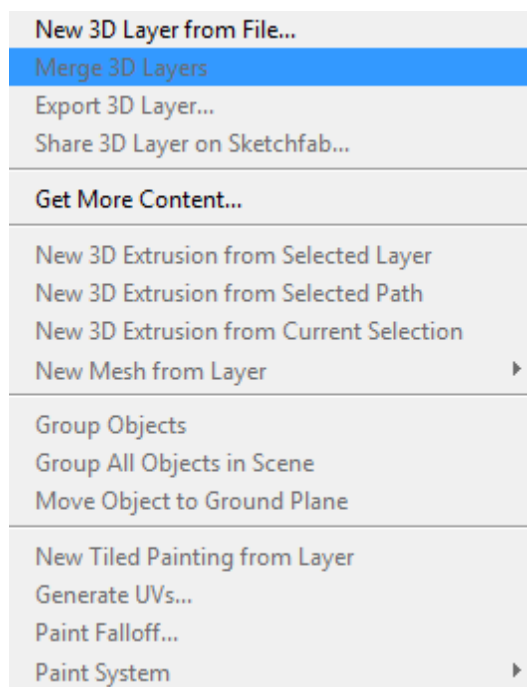 New 3D Layer from File...
Merge 3D Layers
Export 3D Layer...
Share 3D Layer on Sketchfab...
Get More Content...
New 3D Extrusion from Selected Layer
New 3D Extrusion from Selected Path
New 3D Extrusion from Current Selection
New Mesh from Layer
Group Objects
Group All Objects in Scene
Move Object to Ground Plane
New Tiled Painting from Layer
Generate UVs...
Paint Falloff...
Paint System